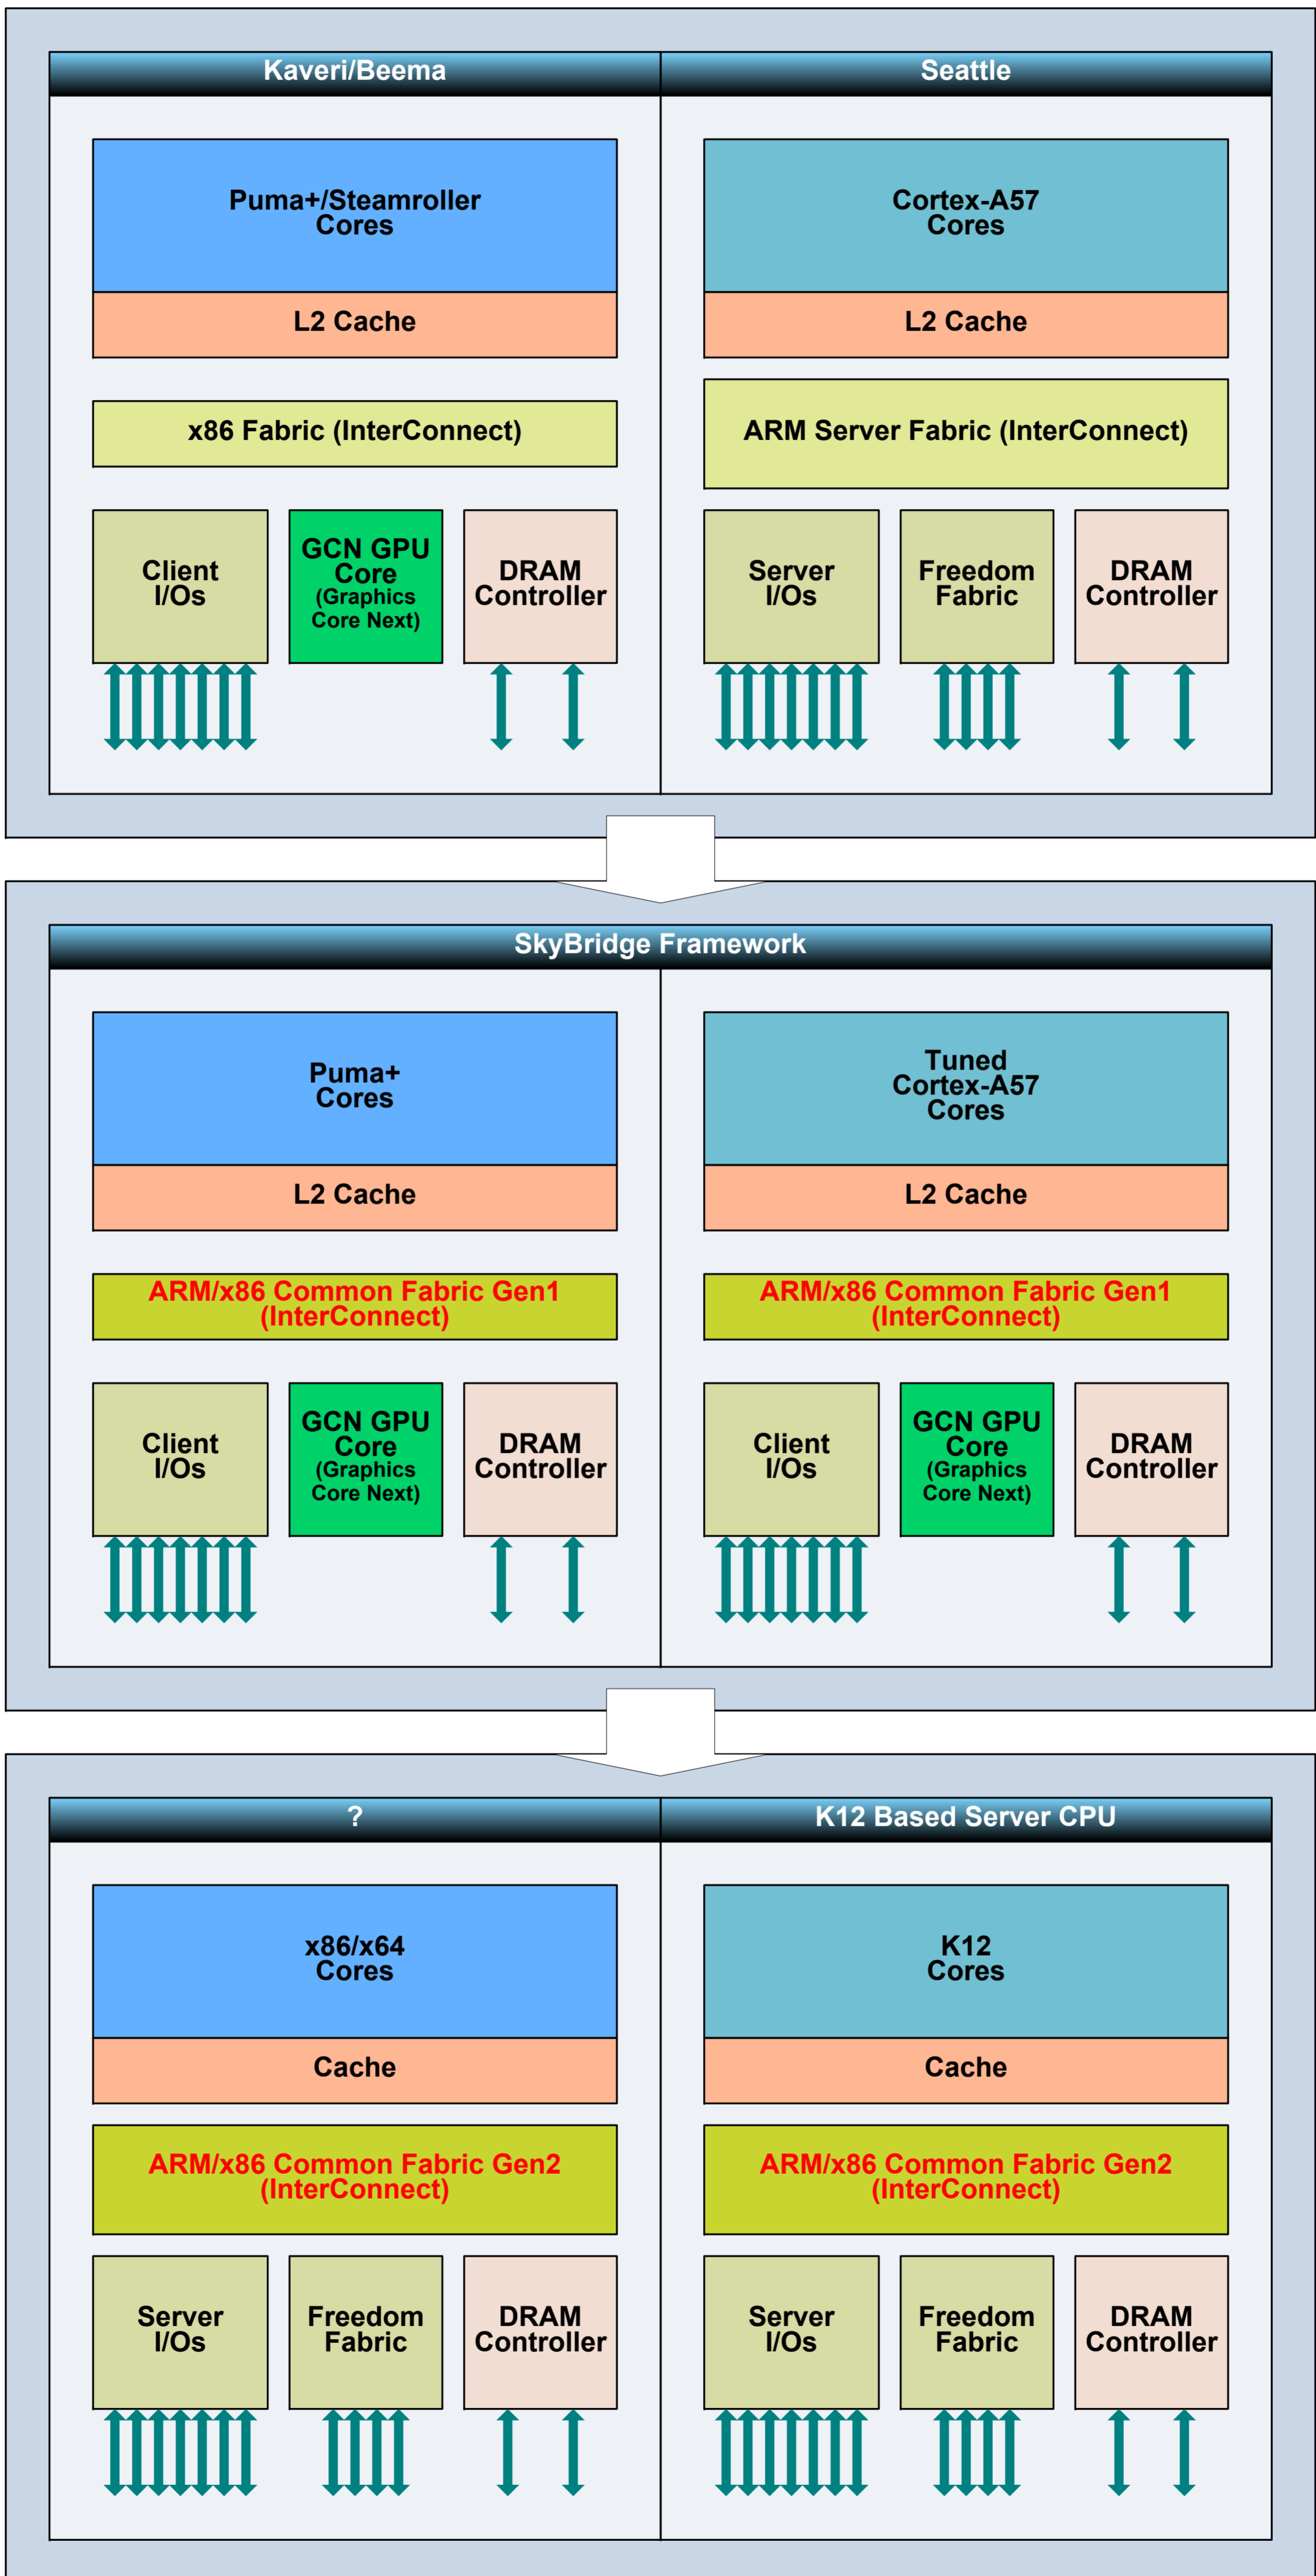 Kaveri/Beema
Seattle
Puma+/Steamroller
Cores
L2 Cache
x86 Fabric (InterConnect)
Client
I/Os
GCN GPU
Core
(Graphics
Core Next)
DRAM
Controller
Cortex-A57
Cores
L2 Cache
ARM Server Fabric (InterConnect)
Server
I/Os
Freedom
Fabric
DRAM
Controller
SkyBridge Framework
Puma+
Cores
L2 Cache
ARM/x86 Common Fabric Gen1
(InterConnect)
Client
I/Os
GCN GPU
Core
(Graphics
Core Next)
DRAM
Controller
Tuned
Cortex-A57
Cores
L2 Cache
ARM/x86 Common Fabric Gen1
(InterConnect)
Client
I/Os
GCN GPU
Core
(Graphics
Core Next)
DRAM
Controller
?
K12 Based Server CPU
x86/x64
Cores
Cache
ARM/x86 Common Fabric Gen2
(InterConnect)
Server
I/Os
Freedom
Fabric
DRAM
Controller
K12
Cores
Cache
ARM/x86 Common Fabric Gen2
(InterConnect)
Server
I/Os
Freedom
Fabric
DRAM
Controller